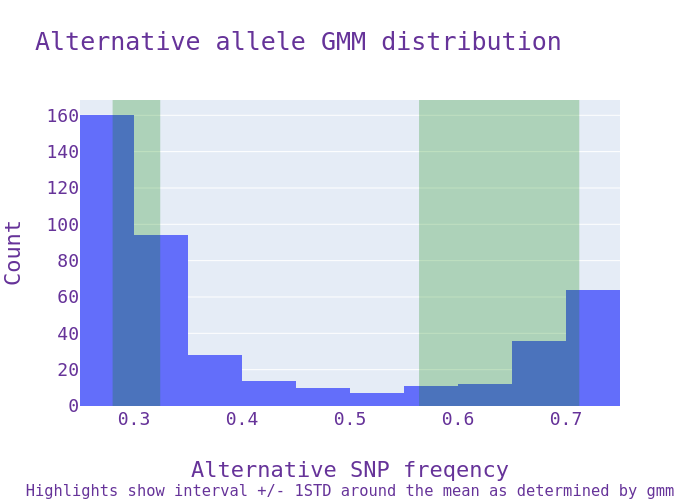 Alternative allele GMM distribution
160
140
120
100
80
60
40
20
0
Count
0.3 0.4 0.5 0.6 0.7
Alternative SNP freqency
Highlights show interval +/- 1STD around the mean as determined by gmm